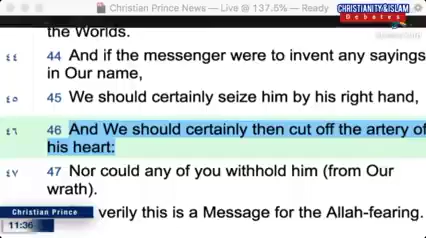 Christian Prince News — Live @ 137.5% — Ready
CHRISTIANITY & ISLAM
Debates
the Worlds.
٤٤ 44 And if the messenger were to invent any sayings
in Our name,
٤٥ 45 We should certainly seize him by his right hand,
٤٦ 46 And We should certainly then cut off the artery of
his heart:
٤٧ 47 Nor could any of you withhold him (from Our
wrath).
Christian Prince
verily this is a Message for the Allah-fearing.
11:36